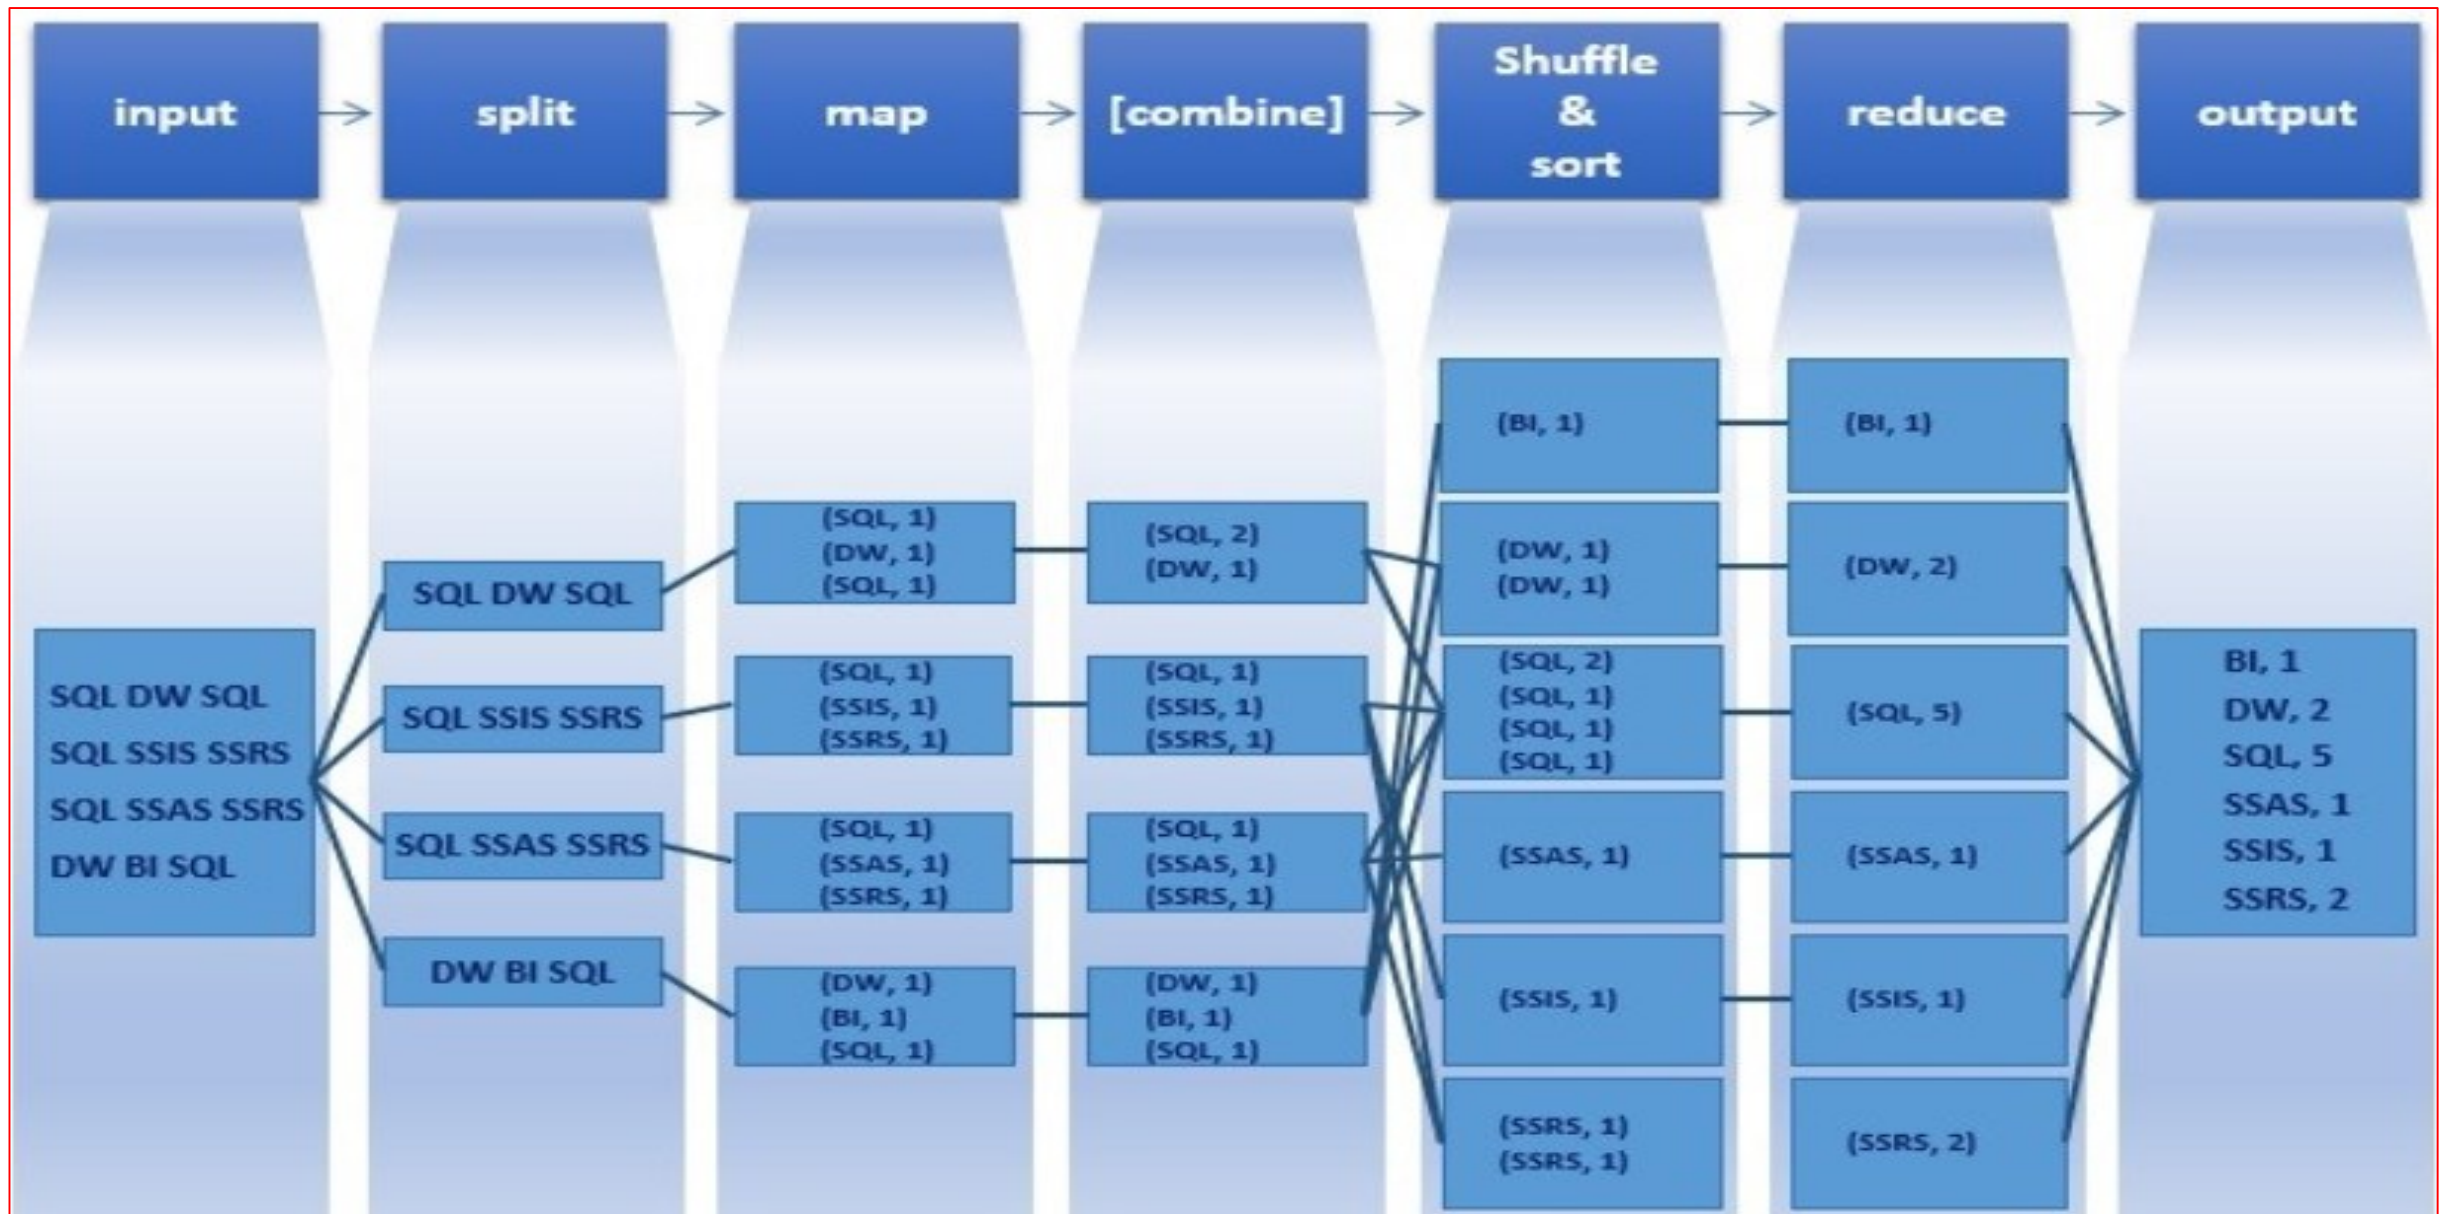 input
split
map
[combine]
Shuffle
&
sort
reduce
output
SQL DW SQL
SQL SSIS SSRS
SQL SSAS SSRS
DW BI SQL
SQL DW SQL
SQL SSIS SSRS
SQL SSAS SSRS
DW BI SQL
(SQL, 1)
(DW, 1)
(SQL, 1)
(SQL, 1)
(SSIS, 1)
(SSRS, 1)
(SQL, 1)
(SSAS, 1)
(SSRS, 1)
(DW, 1)
(BI, 1)
(SQL, 1)
(SQL, 2)
(DW, 1)
(SQL, 1)
(SSIS, 1)
(SSRS, 1)
(SQL, 1)
(SSAS, 1)
(SSRS, 1)
(DW, 1)
(BI, 1)
(SQL, 1)
(BI, 1)
(DW, 1)
(DW, 1)
(SQL, 2)
(SQL, 1)
(SQL, 1)
(SQL, 1)
(SSAS, 1)
(SSIS, 1)
(SSRS, 1)
(SSRS, 1)
(BI, 1)
(DW, 2)
(SQL, 5)
(SSAS, 1)
(SSIS, 1)
(SSRS, 2)
BI, 1
DW, 2
SQL, 5
SSAS, 1
SSIS, 1
SSRS, 2